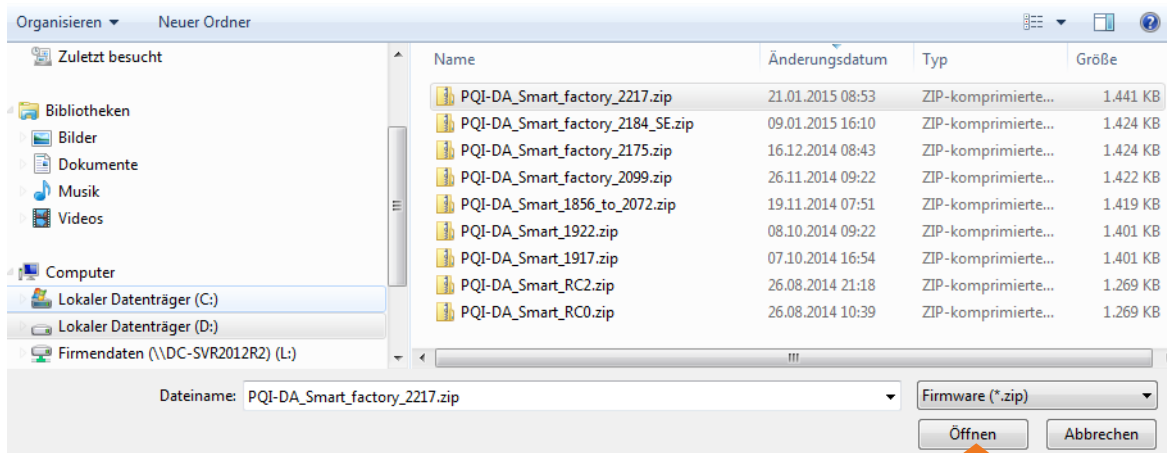 Organisieren Neuer Ordner
Zuletzt besucht
Bibliotheken
Bilder
Dokumente
Musik
Videos
Computer
Lokaler Datenträger (C:)
Lokaler Datenträger (D:)
Firmendaten (\\DC-SVR2012R2) (L:)
Name Änderungsdatum Typ Größe
PQI-DA_Smart_factory_2217.zip 21.01.2015 08:53 ZIP-komprimierte... 1.441 KB
PQI-DA_Smart_factory_2184_SE.zip 09.01.2015 16:10 ZIP-komprimierte... 1.424 KB
PQI-DA_Smart_factory_2175.zip 16.12.2014 08:43 ZIP-komprimierte... 1.424 KB
PQI-DA_Smart_factory_2099.zip 26.11.2014 09:22 ZIP-komprimierte... 1.422 KB
PQI-DA_Smart_1856_to_2072.zip 19.11.2014 07:51 ZIP-komprimierte... 1.419 KB
PQI-DA_Smart_1922.zip 08.10.2014 09:22 ZIP-komprimierte... 1.401 KB
PQI-DA_Smart_1917.zip 07.10.2014 16:54 ZIP-komprimierte... 1.401 KB
PQI-DA_Smart_RC2.zip 26.08.2014 21:18 ZIP-komprimierte... 1.269 KB
PQI-DA_Smart_RC0.zip 26.08.2014 10:39 ZIP-komprimierte... 1.269 KB
Dateiname: PQI-DA_Smart_factory_2217.zip Firmware (*.zip)
Öffnen Abbrechen